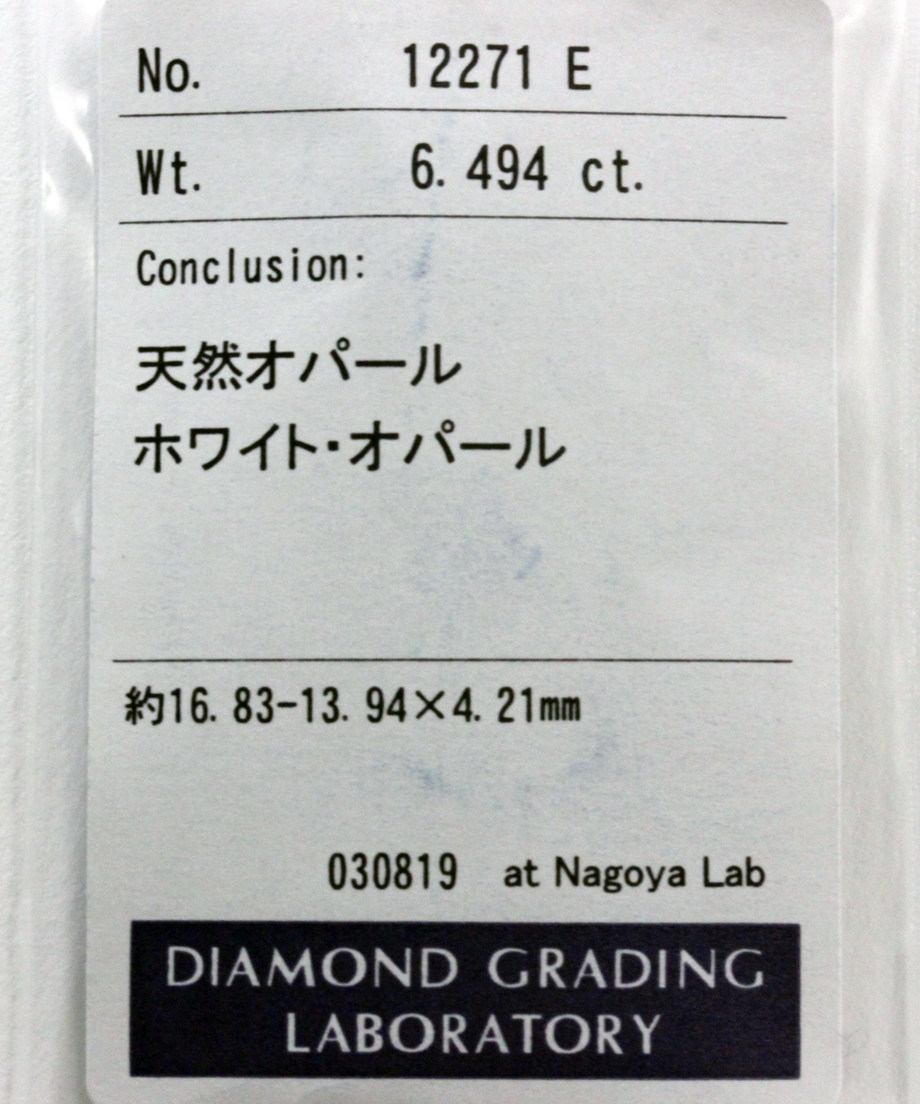 No. 12271 E
Wt. 6.494 ct.
Conclusion:
天然オパール
ホワイト・オパール
約16.83-13.94×4.21mm
030819 at Nagoya Lab
DIAMOND GRADING
LABORATORY